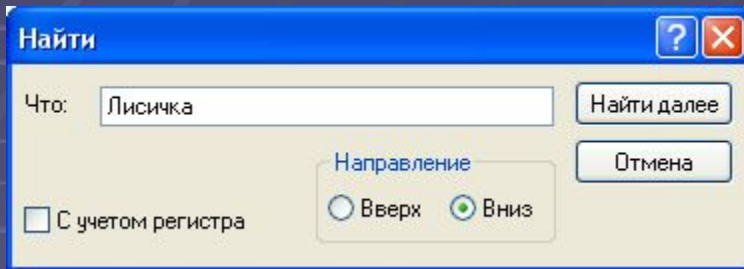 Найти
Что: Лисичка
Найти далее
Направление
Отмена
С учетом регистра
Вверх Вниз